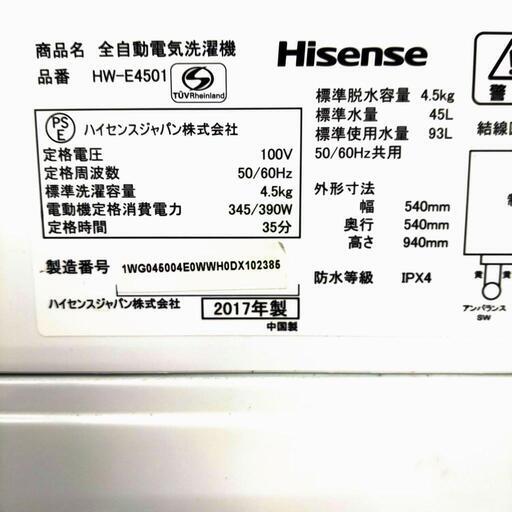 商品名 全自動電気洗濯機
品番 HW-E4501
TÜVRheinland
Hisense
警
PS
E
ハイセンスジャパン株式会社
定格電圧 100V
定格周波数 50/60Hz
標準洗濯容量 4.5kg
電動機定格消費電力 345/390W
定格時間 35分
製造番号 1WG045004E0WWH0DX102385
ハイセンスジャパン株式会社 2017年製
中国製
標準脱水容量 4.5kg
標準水量 45L
標準使用水量 93L
50/60Hz共用
外形寸法
幅 540mm
奥行 540mm
高さ 940mm
防水等級 IPX4
結線
黄 黄
アンバランス
SW